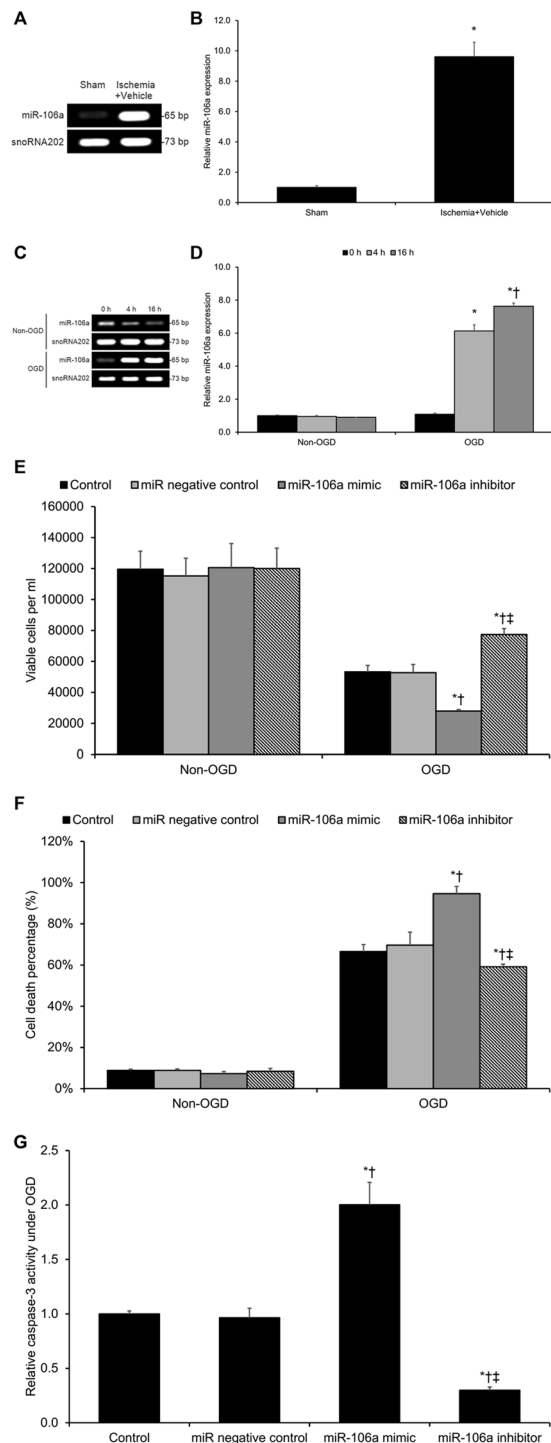 A
Sham Ischemia
+Vehicle
miR-106a -65 bp
snoRNA202 -73 bp
B
Relative miR-106a expression
12.0
10.0
8.0
6.0
4.0
2.0
0.0
*
Sham Ischemia+Vehicle
C
0 h 4 h 16 h
Non-OGD
miR-106a -65 bp
snoRNA202 -73 bp
OGD
miR-106a -65 bp
snoRNA202 -73 bp
D
0 h 4 h 16 h
Relative miR-106a expression
10.0
8.0
6.0
4.0
2.0
0.0
* *†
Non-OGD OGD
E
Control miR negative control miR-106a mimic miR-106a inhibitor
Viable cells per ml
160000
140000
120000
100000
80000
60000
40000
20000
0
*†‡
*†
Non-OGD OGD
F
Control miR negative control miR-106a mimic miR-106a inhibitor
Cell death percentage (%)
120%
100%
80%
60%
40%
20%
0%
*†
*†‡
Non-OGD OGD
G
Relative caspase-3 activity under OGD
2.5
2.0
1.5
1.0
0.5
0.0
*†
*†‡
Control miR negative control miR-106a mimic miR-106a inhibitor